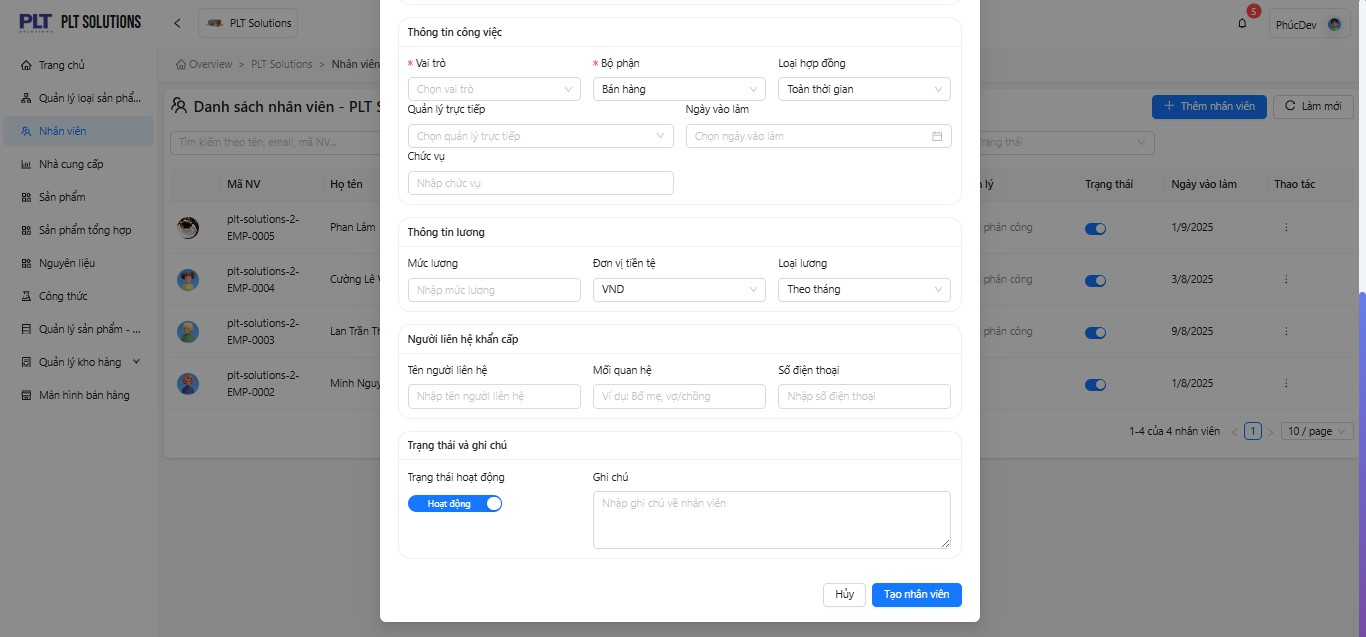 PLT SOLUTIONS
PLT Solutions
5
PhúcDev
Trang chủ
Quản lý loại sản phẩ...
Nhân viên
Nhà cung cấp
Sản phẩm
Sản phẩm tổng hợp
Nguyên liệu
Công thức
Quản lý sản phẩm - ...
Quản lý kho hàng
Màn hình bán hàng
Overview > PLT Solutions > Nhân viên
Danh sách nhân viên - PLT S
+ Thêm nhân viên
Làm mới
Tìm kiếm theo tên, email, mã NV...
Trạng thái
Mã NV Họ tên lý Trạng thái Ngày vào làm Thao tác
plt-solutions-2-EMP-0005 Phan Lâm phân công 1/9/2025
plt-solutions-2-EMP-0004 Cường Lê V phân công 3/8/2025
plt-solutions-2-EMP-0003 Lan Trần Th phân công 9/8/2025
plt-solutions-2-EMP-0002 Minh Nguy 1/8/2025
1-4 của 4 nhân viên < 1 > 10 / page
Thông tin công việc
* Vai trò * Bộ phận Loại hợp đồng
Chọn vai trò Bán hàng Toàn thời gian
Quản lý trực tiếp Ngày vào làm
Chọn quản lý trực tiếp Chọn ngày vào làm
Chức vụ
Nhập chức vụ
Thông tin lương
Mức lương Đơn vị tiền tệ Loại lương
Nhập mức lương VND Theo tháng
Người liên hệ khẩn cấp
Tên người liên hệ Mối quan hệ Số điện thoại
Nhập tên người liên hệ Ví dụ: Bố mẹ, vợ/chồng Nhập số điện thoại
Trạng thái và ghi chú
Trạng thái hoạt động Ghi chú
Hoạt động Nhập ghi chú về nhân viên
Hủy Tạo nhân viên